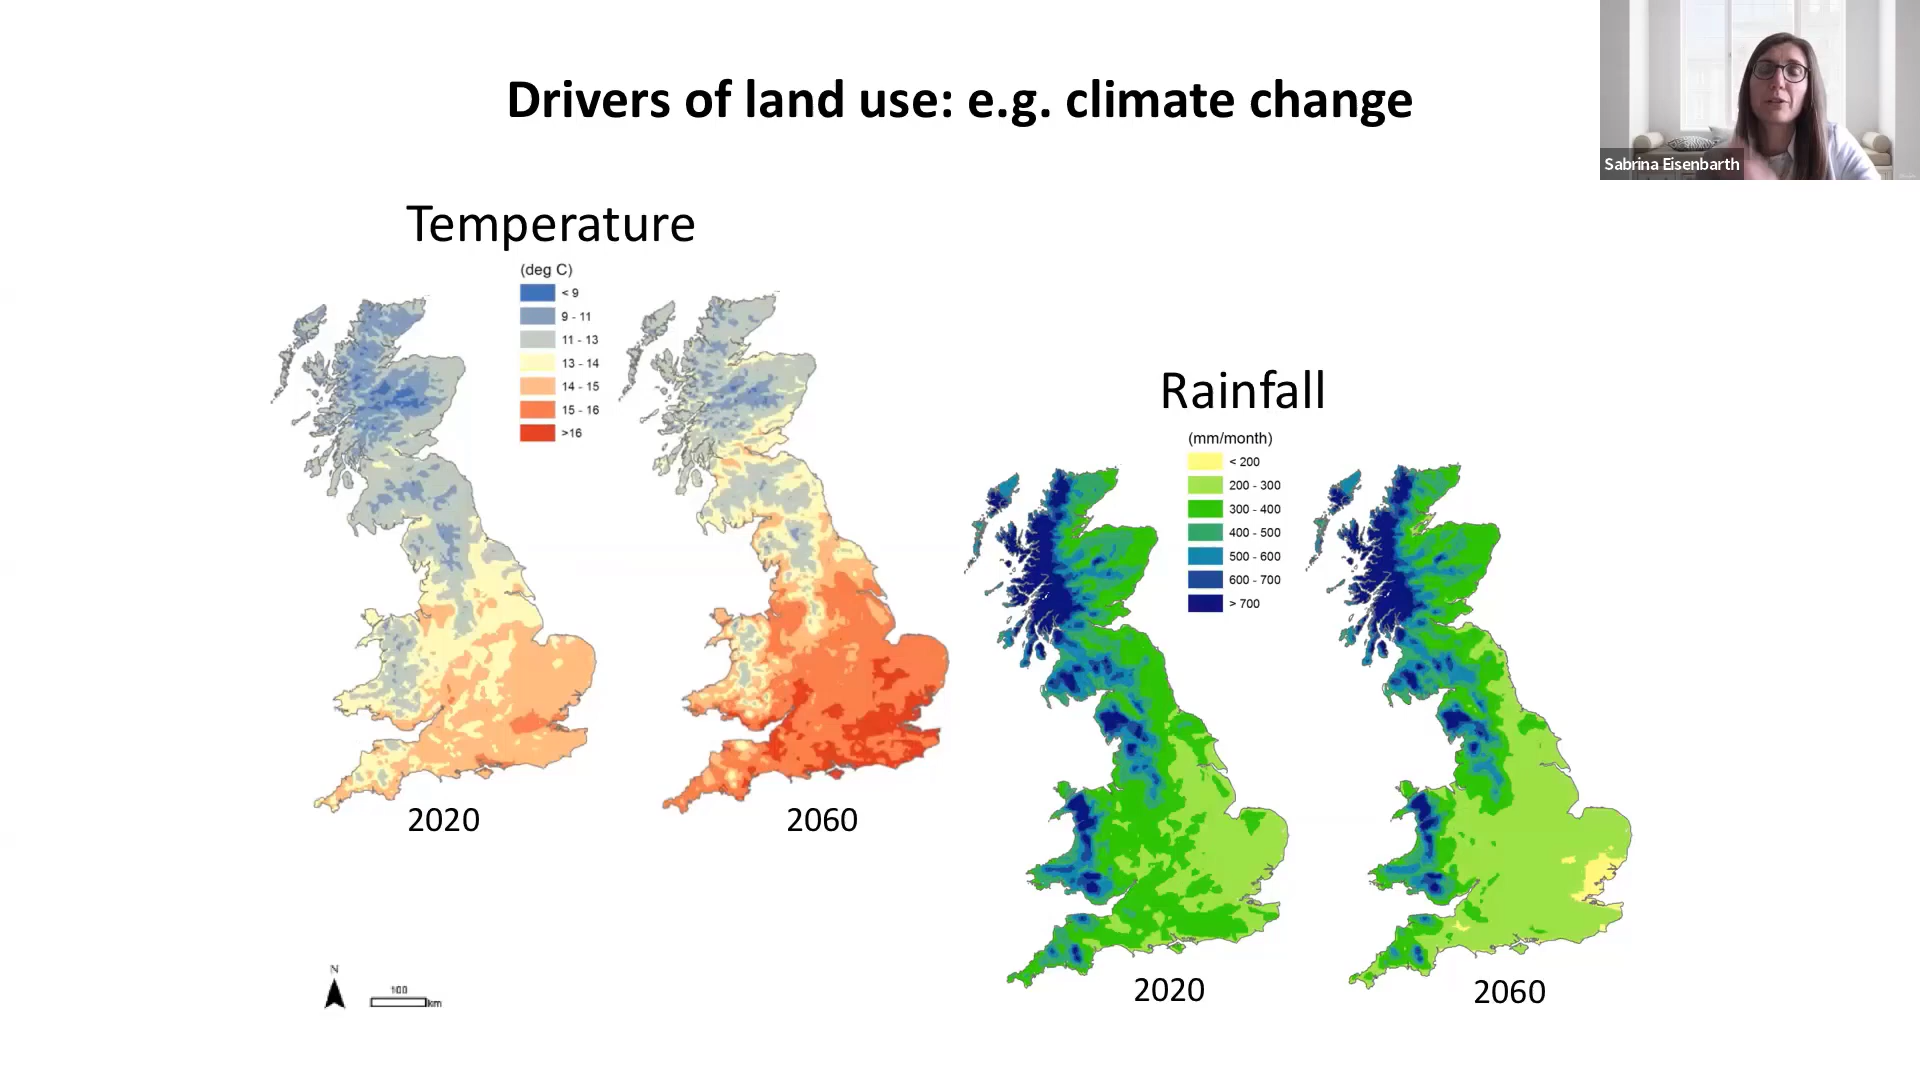 Drivers of land use: e.g. climate change
Sabrina Eisenbarth
Temperature
(deg C)
< 9
9 - 11
11 - 13
13 - 14
14 - 15
15 - 16
>16
2020
2060
Rainfall
(mm/month)
< 200
200 - 300
300 - 400
400 - 500
500 - 600
600 - 700
> 700
2020
2060
N
100
km